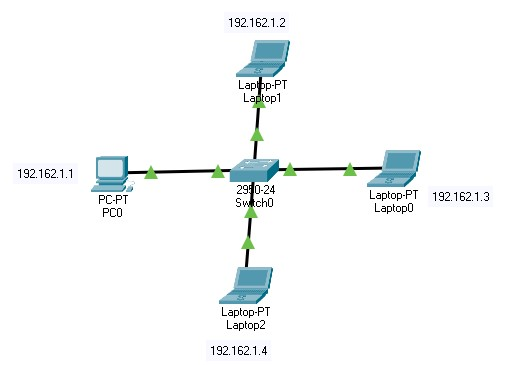 192.162.1.2
Laptop-PT
Laptop1
192.162.1.1
PC-PT
PC0
2950-24
Switch0
Laptop-PT
Laptop0
192.162.1.3
Laptop-PT
Laptop2
192.162.1.4